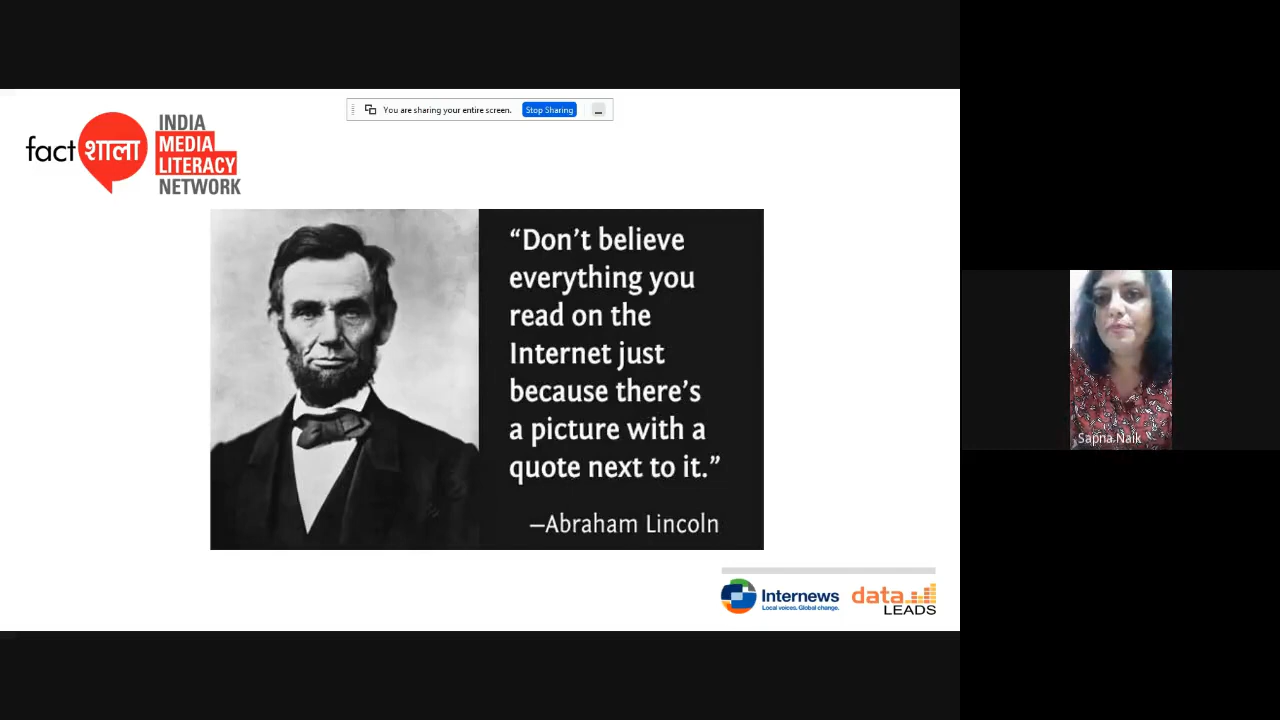 You are sharing your entire screen.
Stop Sharing
fact शाला
INDIA
MEDIA
LITERACY
NETWORK
“Don’t believe
everything you
read on the
Internet just
because there’s
a picture with a
quote next to it.”
—Abraham Lincoln
Sapna Naik
Internews
Local voices. Global change.
data
LEADS